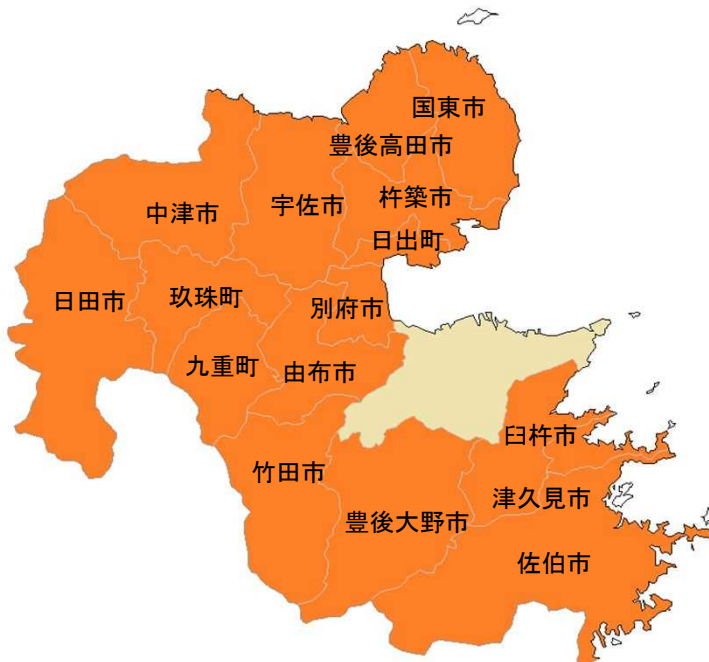 国東市
豊後高田市
杵築市
中津市
宇佐市
日出町
日田市
玖珠町
別府市
九重町
由布市
臼杵市
竹田市
津久見市
豊後大野市
佐伯市